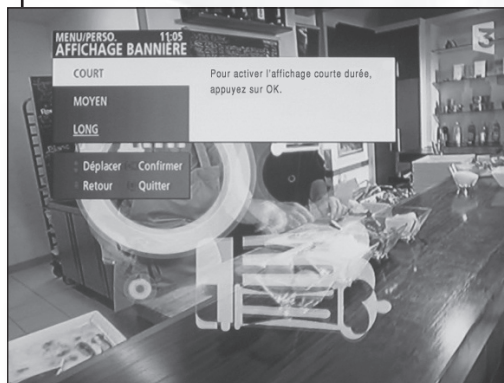 MENU/PERSO. 11:05
AFFICHAGE BANNIÈRE
COURT
Pour activer l'affichage courte durée,
appuyez sur OK.
MOYEN
LONG
Déplacer Confirmer
Retour Quitter
3